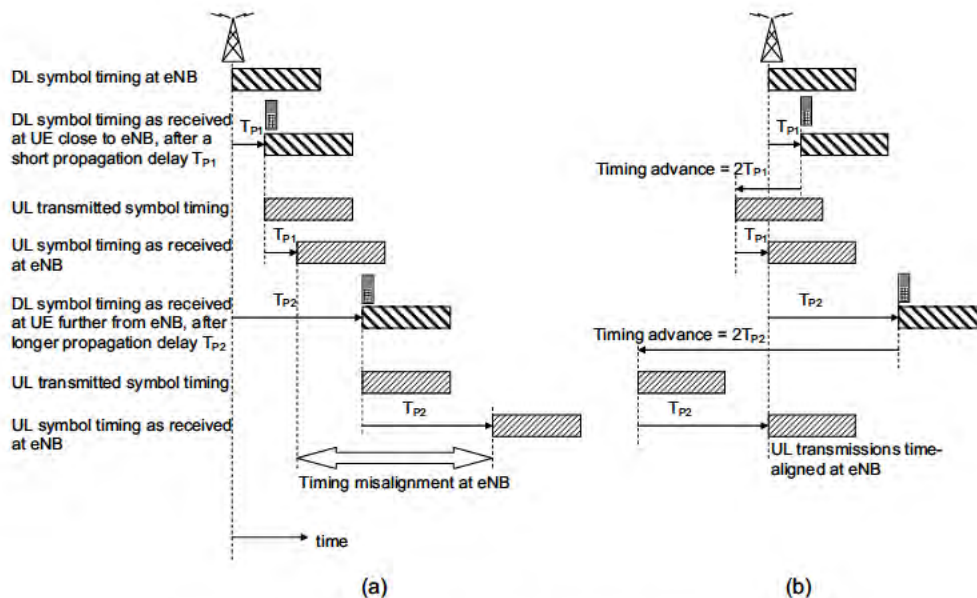 DL symbol timing at eNB
DL symbol timing as received
at UE close to eNB, after a
short propagation delay TP1
TP1
UL transmitted symbol timing
UL symbol timing as received
at eNB
TP1
DL symbol timing as received
at UE further from eNB, after
longer propagation delay TP2
TP2
UL transmitted symbol timing
UL symbol timing as received
at eNB
TP2
Timing misalignment at eNB
time
(a)
TP1
Timing advance = 2TP1
TP1
TP2
Timing advance = 2TP2
TP2
UL transmissions time-
aligned at eNB
(b)